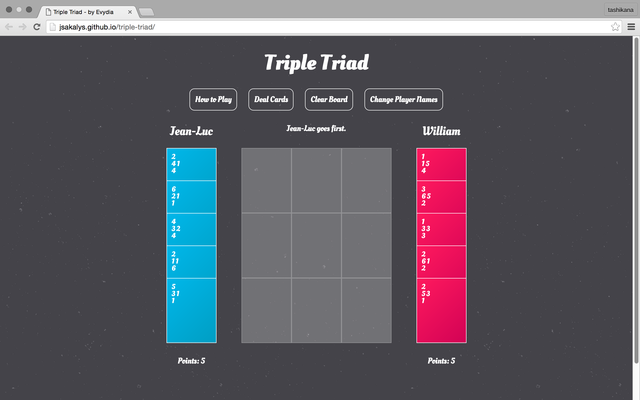 Triple Triad - by Evydia
tashikana
jsakalys.github.io/triple-triad/
Triple Triad
How to Play
Deal Cards
Clear Board
Change Player Names
Jean-Luc
Jean-Luc goes first.
William
2
41
4
6
21
1
4
32
4
2
11
6
5
31
1
1
15
4
3
65
2
1
33
3
2
61
2
2
53
1
Points: 5
Points: 5